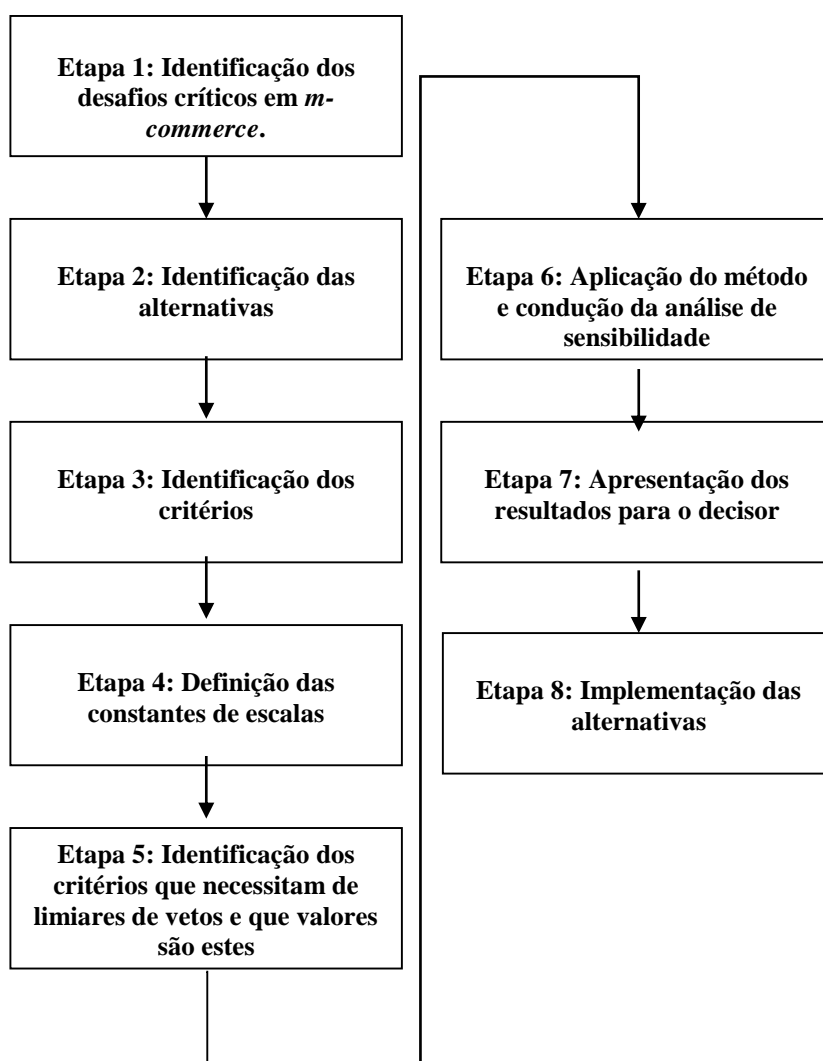 Etapa 1: Identificação dos
desafios críticos em m-
commerce.
Etapa 2: Identificação das
alternativas
Etapa 3: Identificação dos
critérios
Etapa 4: Definição das
constantes de escalas
Etapa 5: Identificação dos
critérios que necessitam de
limiares de vetos e que valores
são estes
Etapa 6: Aplicação do método
e condução da análise de
sensibilidade
Etapa 7: Apresentação dos
resultados para o decisor
Etapa 8: Implementação das
alternativas